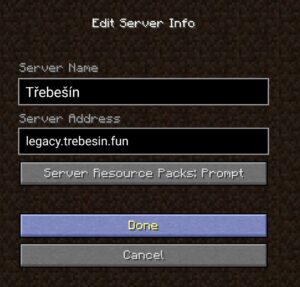 Edit Server Info
Server Name
Třebešín
Server Address
legacy.trebesin.fun
Server Resource Packs: Prompt
Done
Cancel